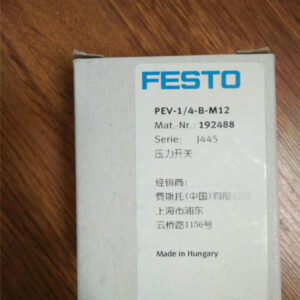 FESTO
PEV-1/4-B-M12
Mat.-Nr.: 192488
Serie: J445
压力开关
经销商:
费斯托(中国)有限公司
上海市浦东
云桥路1156号
Made in Hungary